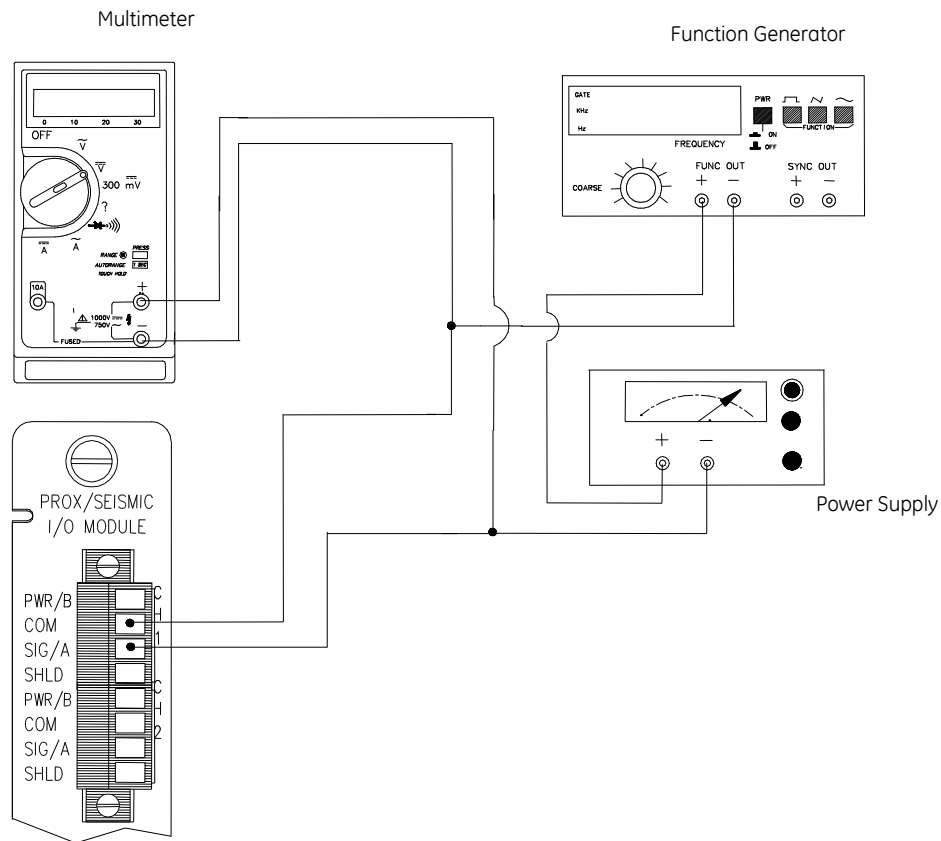 Multimeter
0 10 20 30
OFF
V
V
300 mV
?
A
A
PRESS
RANGE
AUTORANGE 1 SEC
TOUCH HOLD
10A
+
1000V
750V
−
FUSED
Function Generator
GATE
KHz
Hz
PWR
FUNCTION
ON
OFF
FREQUENCY
FUNC OUT SYNC OUT
COARSE
+ − + −
+ −
Power Supply
PROX/SEISMIC
I/O MODULE
PWR/B
COM
SIG/A
SHLD
CH1
PWR/B
COM
SIG/A
SHLD
CH2